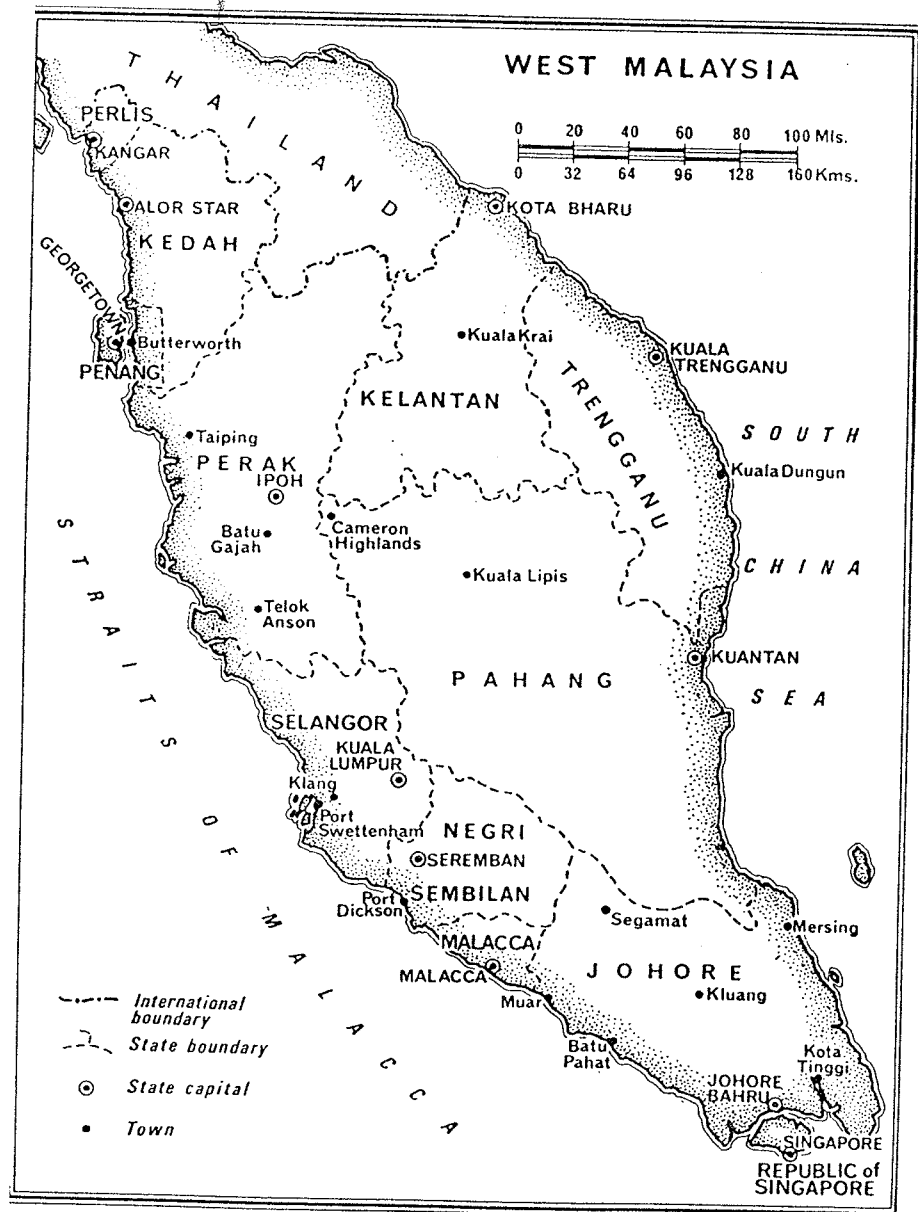 WEST MALAYSIA
0 20 40 60 80 100 Mls.
0 32 64 96 128 160 Kms.
THAILAND
PERLIS
KANGAR
ALOR STAR
KEDAH
KOTA BHARU
GEORGETOWN
Butterworth
PENANG
Kuala Krai
KUALA
TRENGGANU
KELANTAN
TRENGGANU
Taiping
PERAK
IPOH
SOUTH
Kuala Dungun
Batu
Gajah
Cameron
Highlands
CHINA
Kuala Lipis
Telok
Anson
KUANTAN
PAHANG
SEA
SELANGOR
KUALA
LUMPUR
Klang
Port
Swettenham
NEGRI
SEREMBAN
SEMBILAN
Port
Dickson
Segamat
Mersing
MALACCA
MALACCA
JOHORE
Muar
Kluang
Batu
Pahat
Kota
Tinggi
JOHORE
BAHRU
SINGAPORE
REPUBLIC of
SINGAPORE
STRAITS OF MALACCA
International
boundary
State boundary
State capital
Town